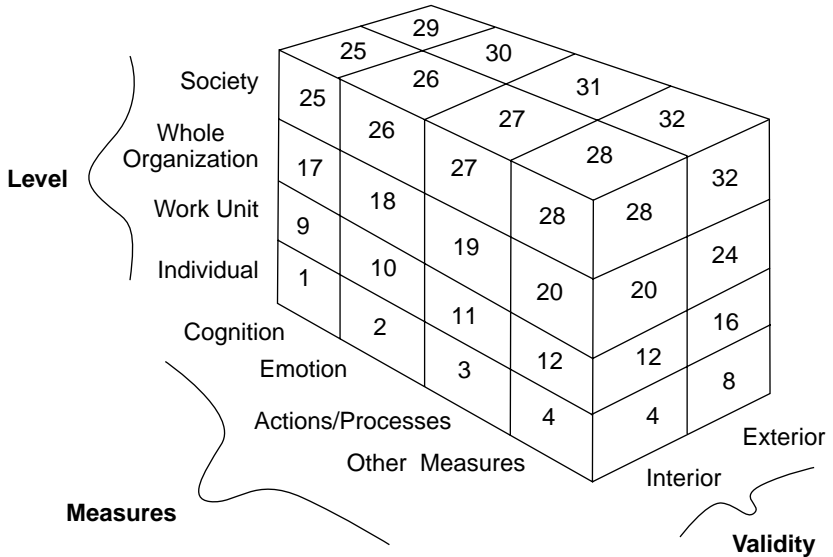 29
25 30
26 31
Society 25 27 32
26 28
Whole
Organization 17 27 32
Level 18 28 28
Work Unit 9 19 24
Individual 1 10 20 20
11 16
Cognition 2 12 12
Emotion 3 8
Actions/Processes 4 4
Exterior
Other Measures Interior
Measures
Validity